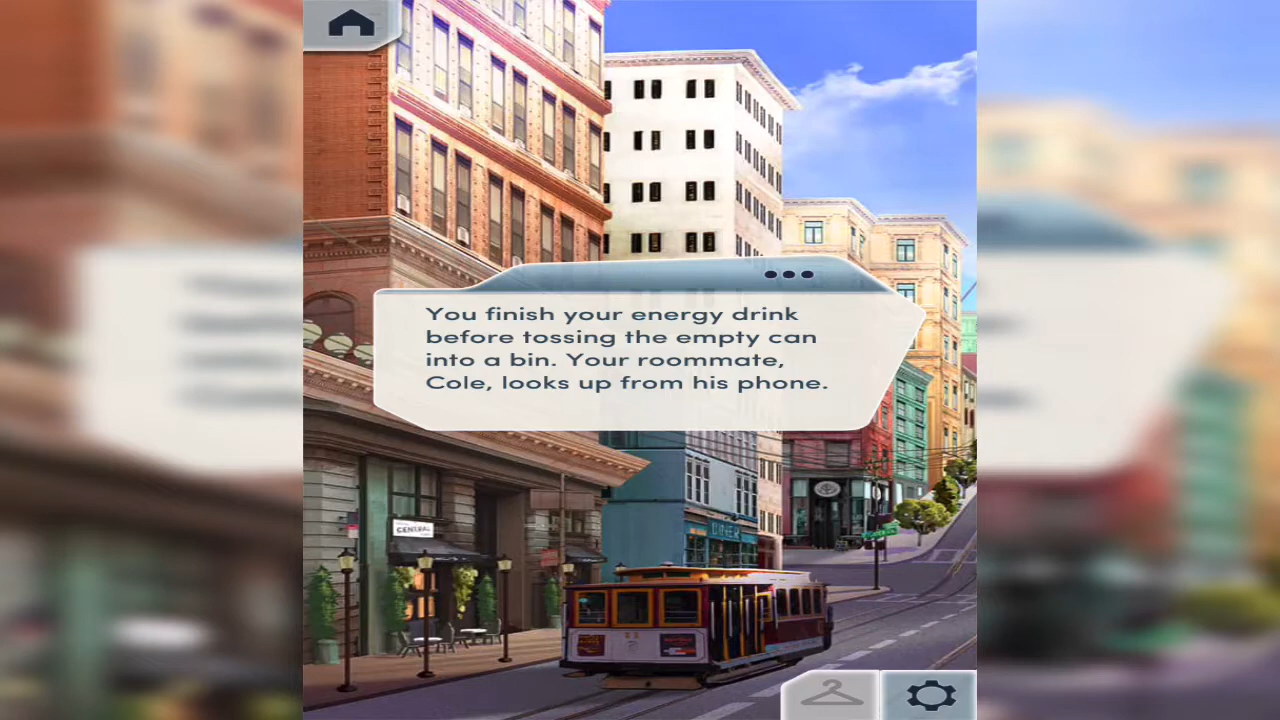 You finish your energy drink
before tossing the empty can
into a bin. Your roommate,
Cole, looks up from his phone.
CENTRAL
DINER